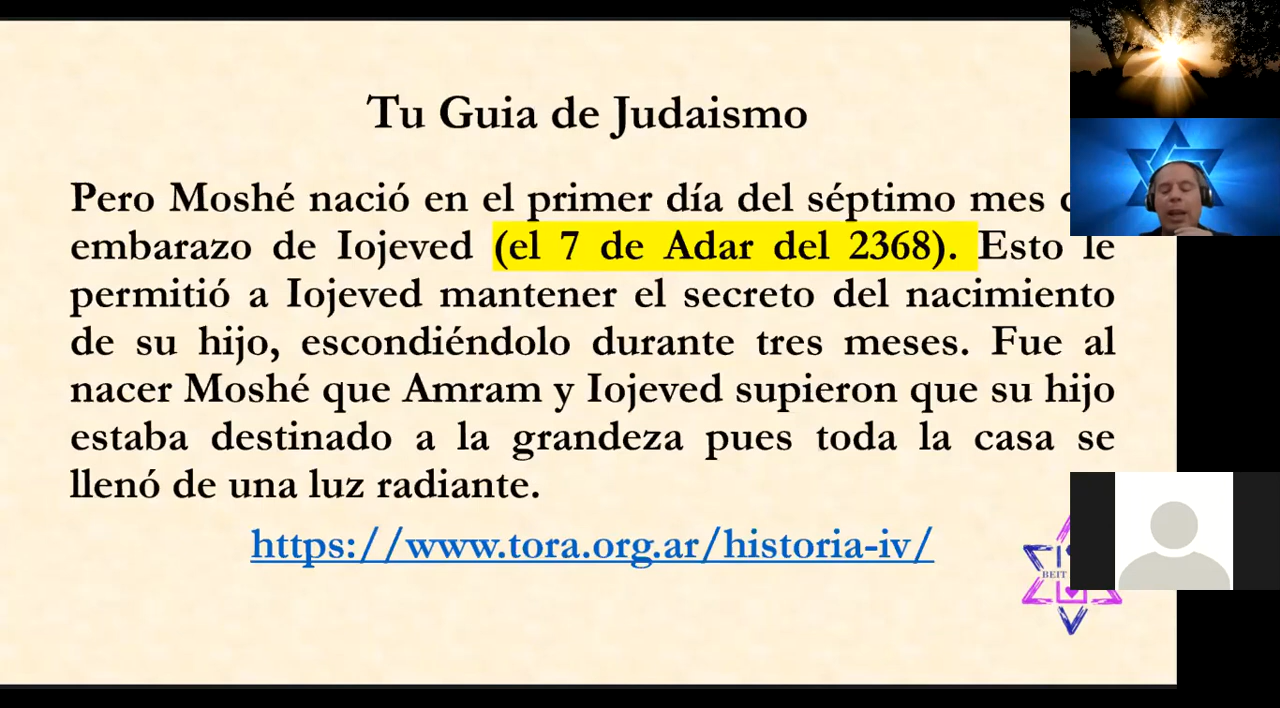 Tu Guia de Judaismo
Pero Moshé nació en el primer día del séptimo mes
embarazo de Iojeved (el 7 de Adar del 2368). Esto le
permitió a Iojeved mantener el secreto del nacimiento
de su hijo, escondiéndolo durante tres meses. Fue al
nacer Moshé que Amram y Iojeved supieron que su hijo
estaba destinado a la grandeza pues toda la casa se
llenó de una luz radiante.
https://www.tora.org.ar/historia-iv/
BEIT